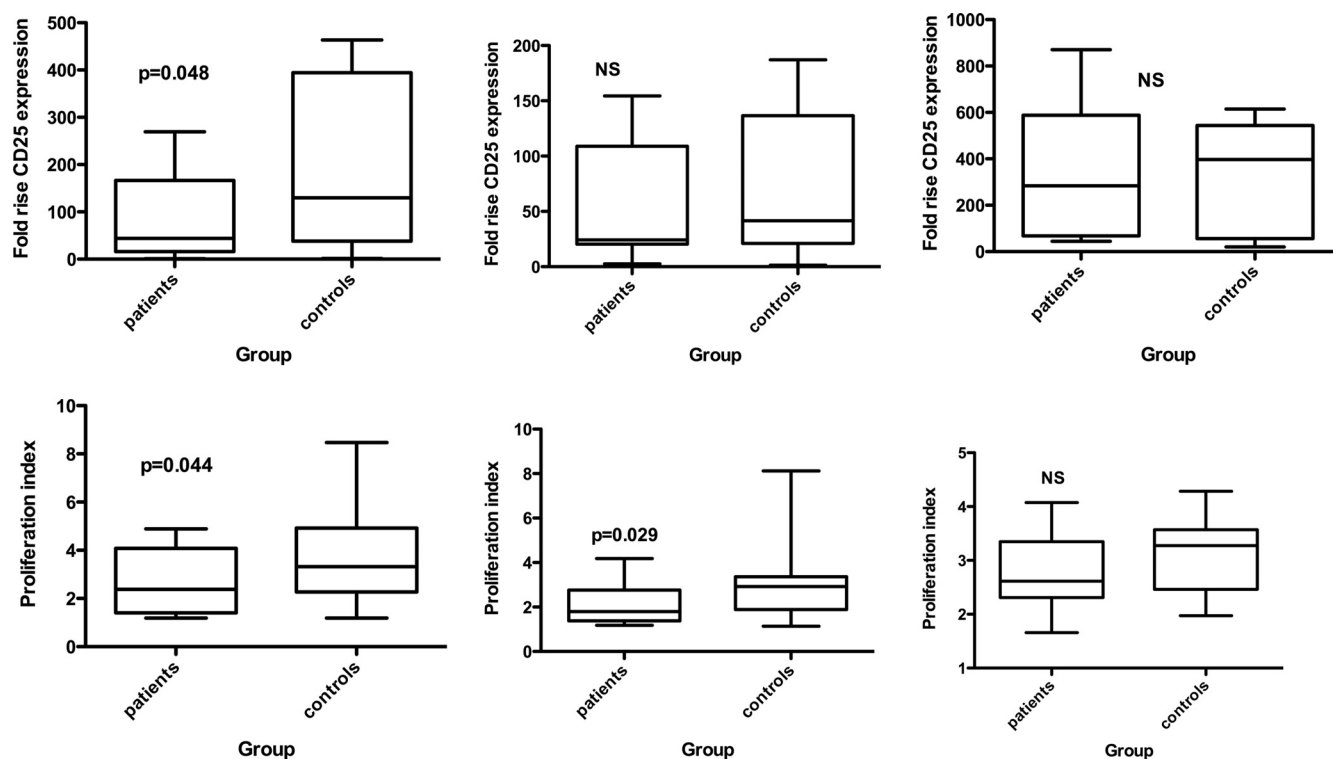 Fold rise CD25 expression
500
400
300
200
100
0
p=0.048
patients
controls
Group
Fold rise CD25 expression
200
150
100
50
0
NS
patients
controls
Group
Fold rise CD25 expression
1000
800
600
400
200
0
NS
patients
controls
Group
Proliferation index
10
8
6
4
2
0
p=0.044
patients
controls
Group
Proliferation index
10
8
6
4
2
0
p=0.029
patients
controls
Group
Proliferation index
5
4
3
2
1
NS
patients
controls
Group